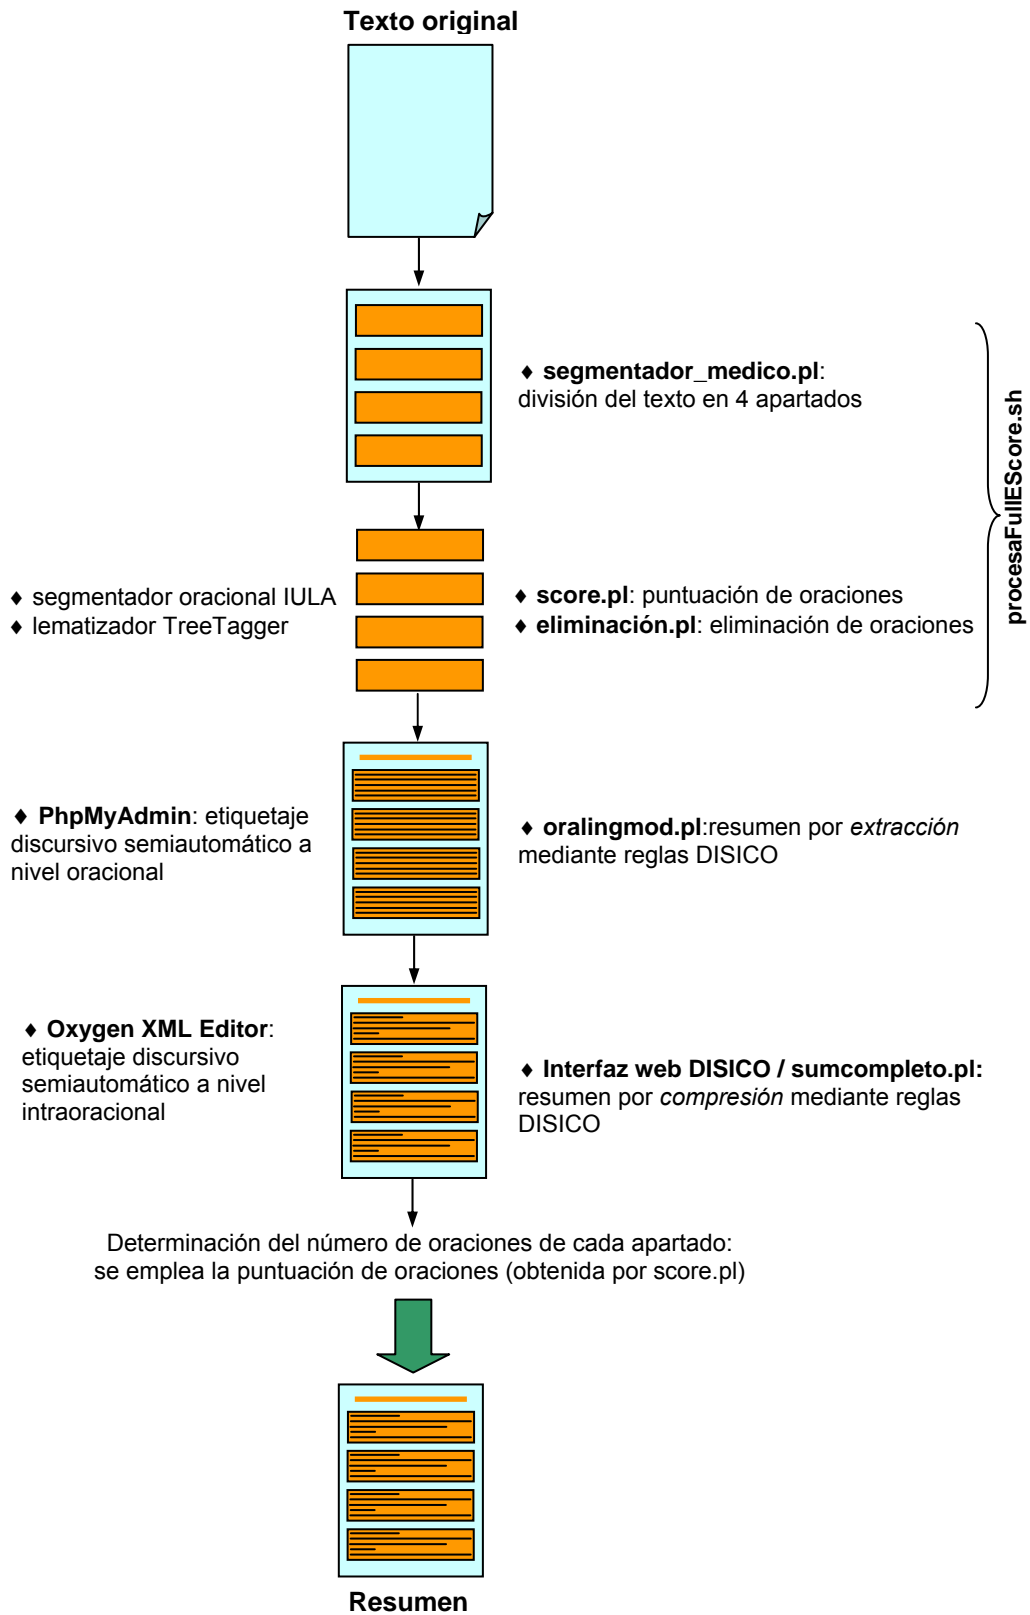 Texto original
♦ segmentador_medico.pl:
división del texto en 4 apartados
procesaFullEScore.sh
♦ segmentador oracional IULA
♦ lematizador TreeTagger
♦ score.pl: puntuación de oraciones
♦ eliminación.pl: eliminación de oraciones
♦ PhpMyAdmin: etiquetaje
discursivo semiautomático a
nivel oracional
♦ oralingmod.pl:resumen por extracción
mediante reglas DISICO
♦ Oxygen XML Editor:
etiquetaje discursivo
semiautomático a nivel
intraoracional
♦ Interfaz web DISICO / sumcompleto.pl:
resumen por compresión mediante reglas
DISICO
Determinación del número de oraciones de cada apartado:
se emplea la puntuación de oraciones (obtenida por score.pl)
Resumen